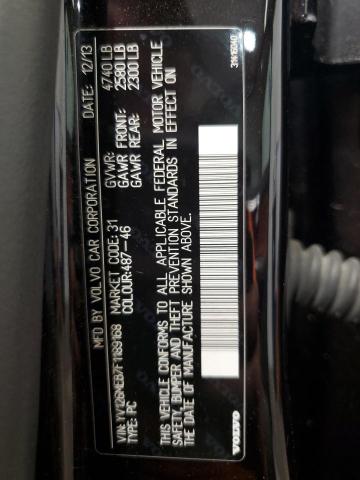 MFD. BY VOLVO CAR CORPORATION DATE: 12/13
GVWR: 4740 LB
GAWR FRONT: 2580 LB
GAWR REAR: 2300 LB
MARKET CODE: 31
COLOUR: 487-46
VIN:
TYPE: PC
THIS VEHICLE CONFORMS TO ALL APPLICABLE FEDERAL MOTOR VEHICLE
SAFETY, BUMPER AND THEFT PREVENTION STANDARDS IN EFFECT ON THE
DATE OF MANUFACTURE SHOWN ABOVE.
VOLVO